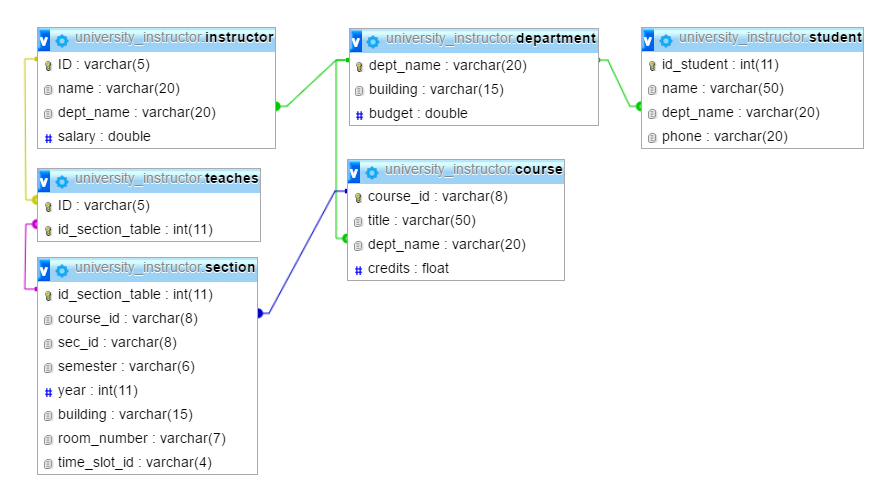 v university_instructor.instructor
ID : varchar(5)
name : varchar(20)
dept_name : varchar(20)
# salary : double
v university_instructor.department
dept_name : varchar(20)
building : varchar(15)
# budget : double
v university_instructor.student
id_student : int(11)
name : varchar(50)
dept_name : varchar(20)
phone : varchar(20)
v university_instructor.teaches
ID : varchar(5)
id_section_table : int(11)
v university_instructor.course
course_id : varchar(8)
title : varchar(50)
dept_name : varchar(20)
# credits : float
v university_instructor.section
id_section_table : int(11)
course_id : varchar(8)
sec_id : varchar(8)
semester : varchar(6)
# year : int(11)
building : varchar(15)
room_number : varchar(7)
time_slot_id : varchar(4)